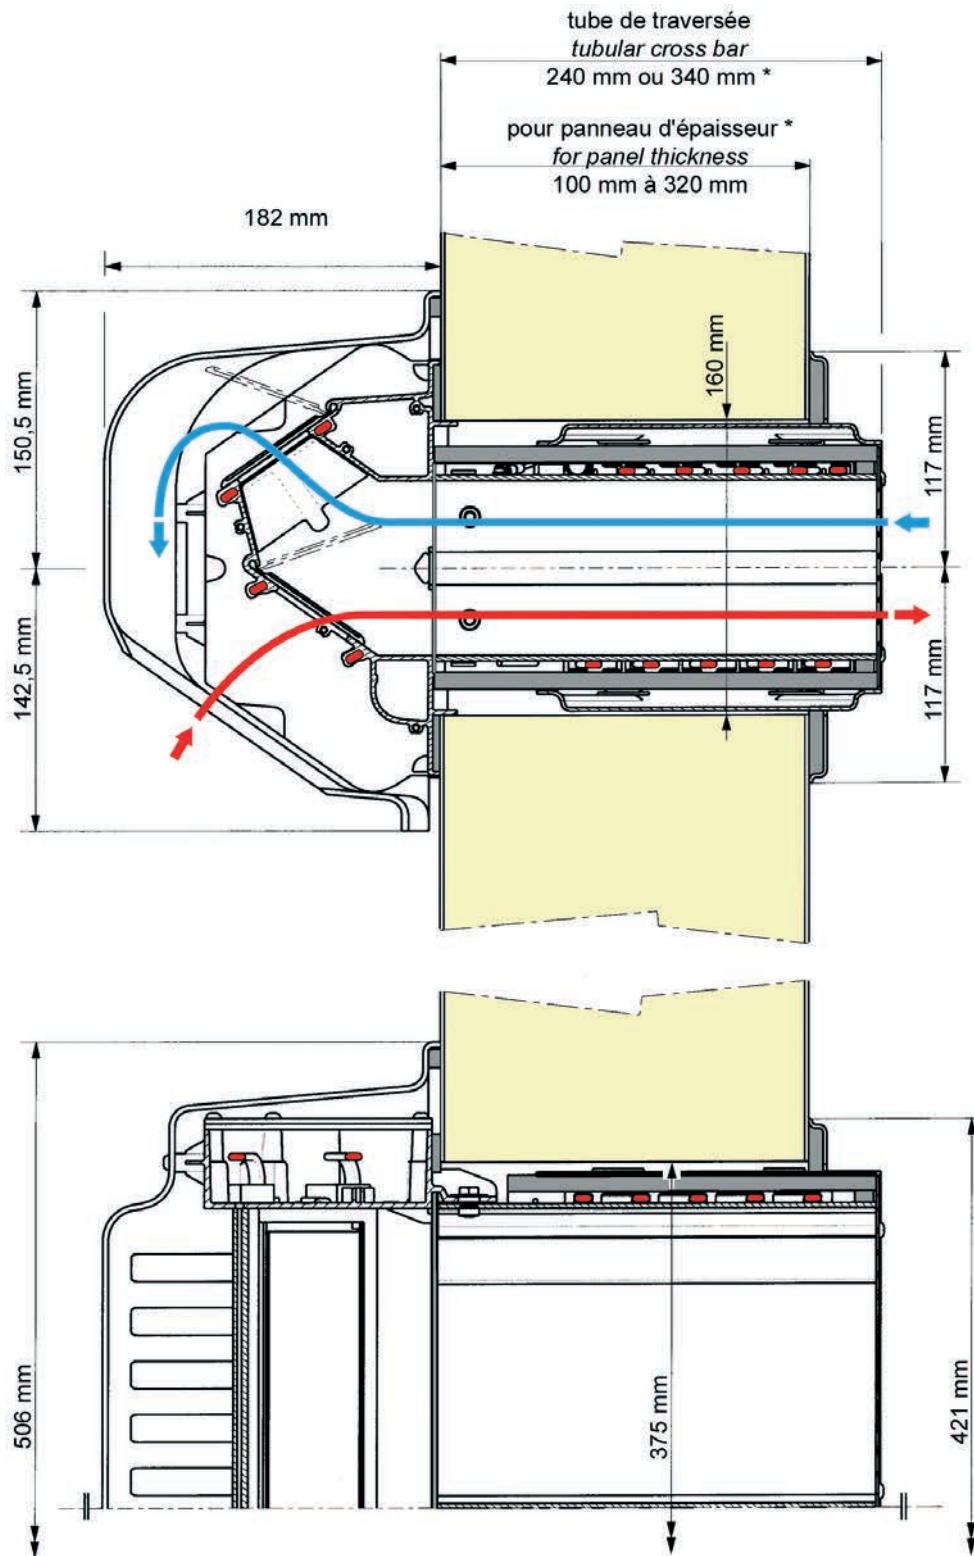 tube de traversée
tubular cross bar
240 mm ou 340 mm *
pour panneau d'épaisseur *
for panel thickness
100 mm à 320 mm
182 mm
150,5 mm
160 mm
117 mm
142,5 mm
117 mm
506 mm
375 mm
421 mm